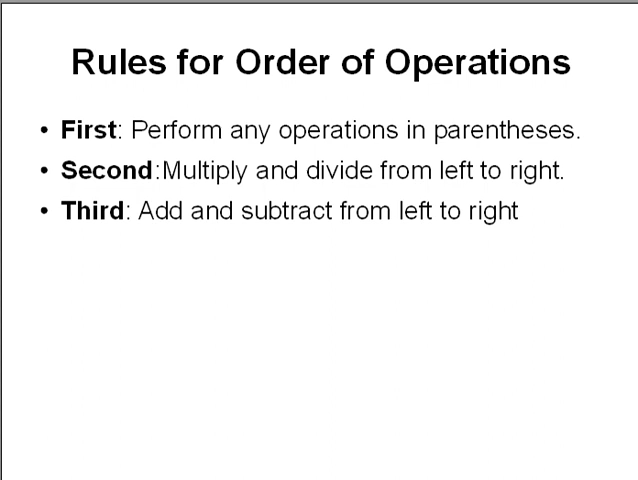 Rules for Order of Operations
• First: Perform any operations in parentheses.
• Second:Multiply and divide from left to right.
• Third: Add and subtract from left to right